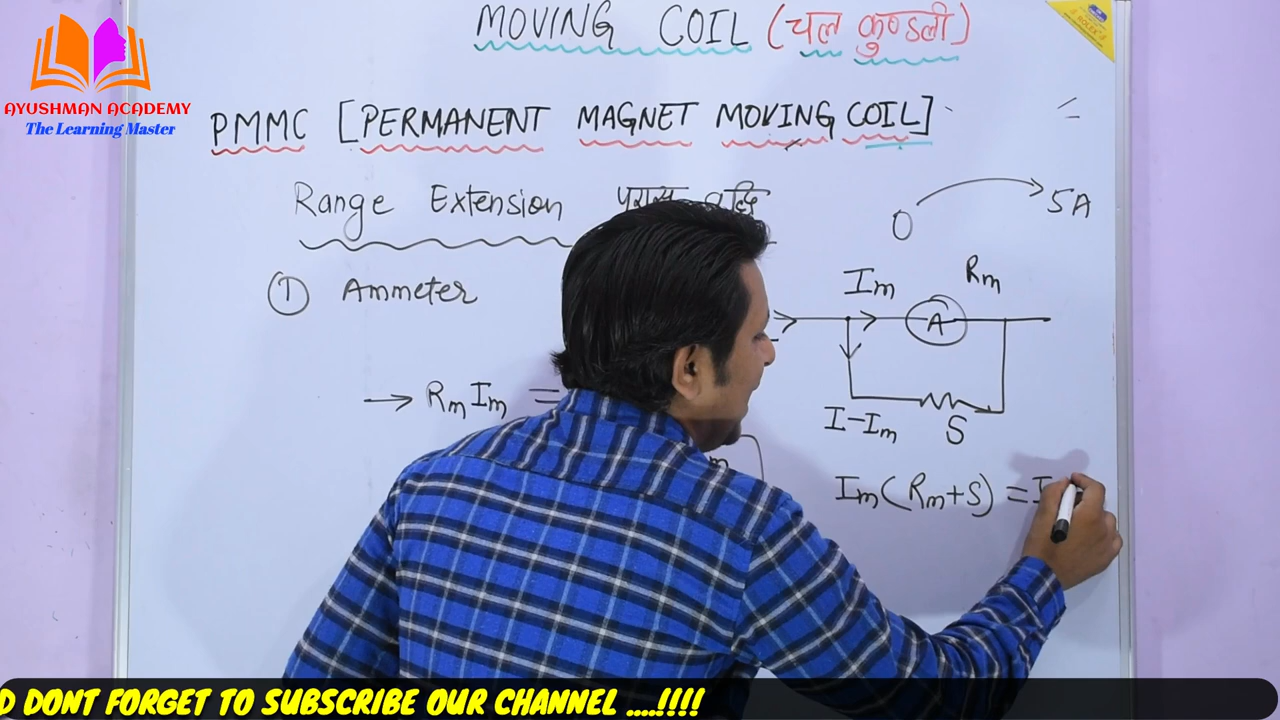 MOVING COIL (चल कुण्डली)
AYUSHMAN ACADEMY
The Learning Master
PMMC [PERMANENT MAGNET MOVING COIL]
Range Extension
0 5A
① Ammeter
Im Rm
A
→ RmIm =
I-Im S
m
Im(Rm+S) = I
D DONT FORGET TO SUBSCRIBE OUR CHANNEL ....!!!!